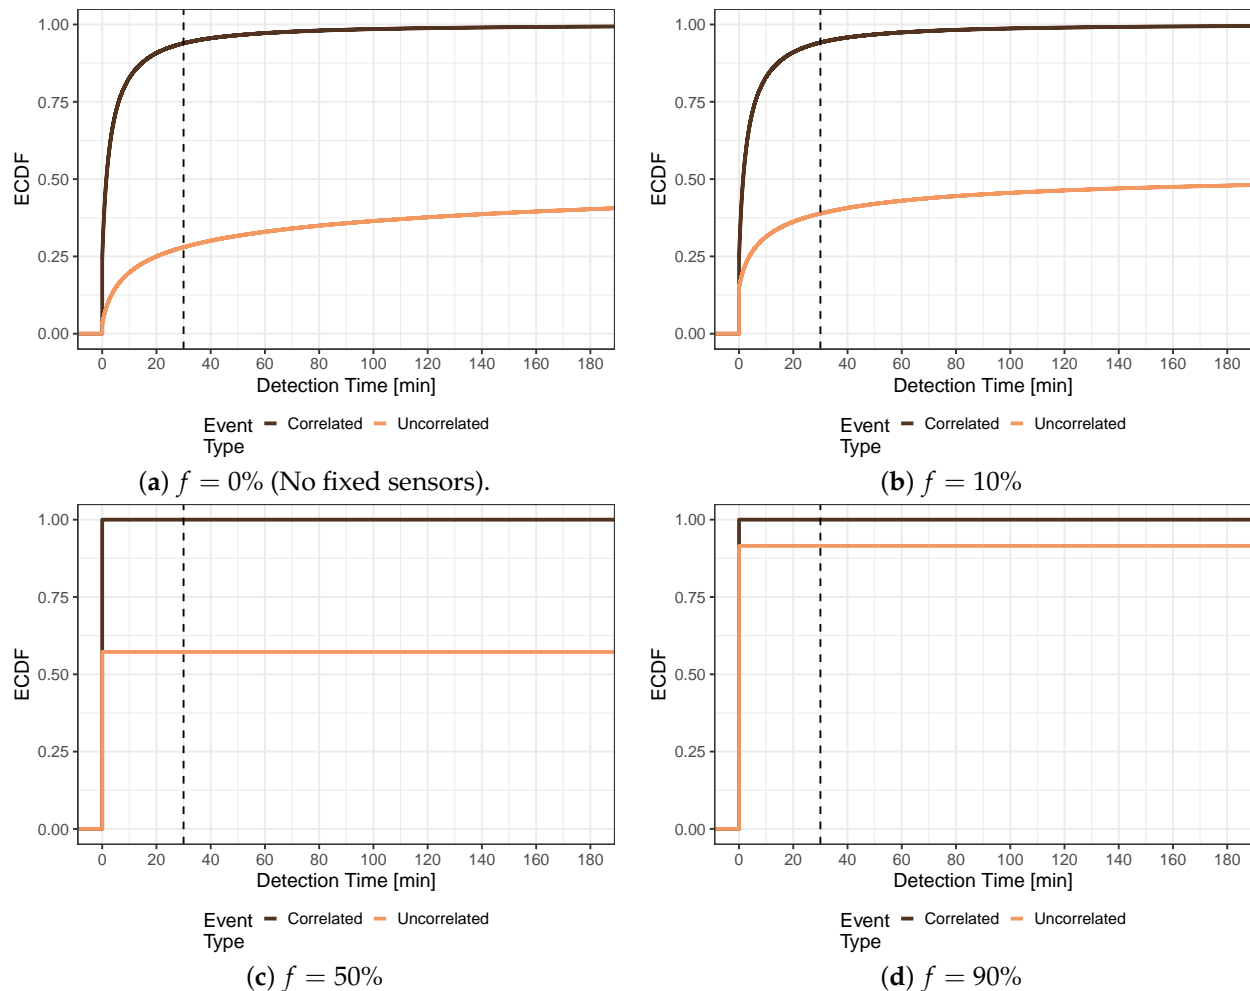 1.00
0.75
0.50
0.25
0.00
ECDF
0 20 40 60 80 100 120 140 160 180
Detection Time [min]
Event Type Correlated Uncorrelated
(a) f = 0% (No fixed sensors).
1.00
0.75
0.50
0.25
0.00
ECDF
0 20 40 60 80 100 120 140 160 180
Detection Time [min]
Event Type Correlated Uncorrelated
(b) f = 10%
1.00
0.75
0.50
0.25
0.00
ECDF
0 20 40 60 80 100 120 140 160 180
Detection Time [min]
Event Type Correlated Uncorrelated
(c) f = 50%
1.00
0.75
0.50
0.25
0.00
ECDF
0 20 40 60 80 100 120 140 160 180
Detection Time [min]
Event Type Correlated Uncorrelated
(d) f = 90%